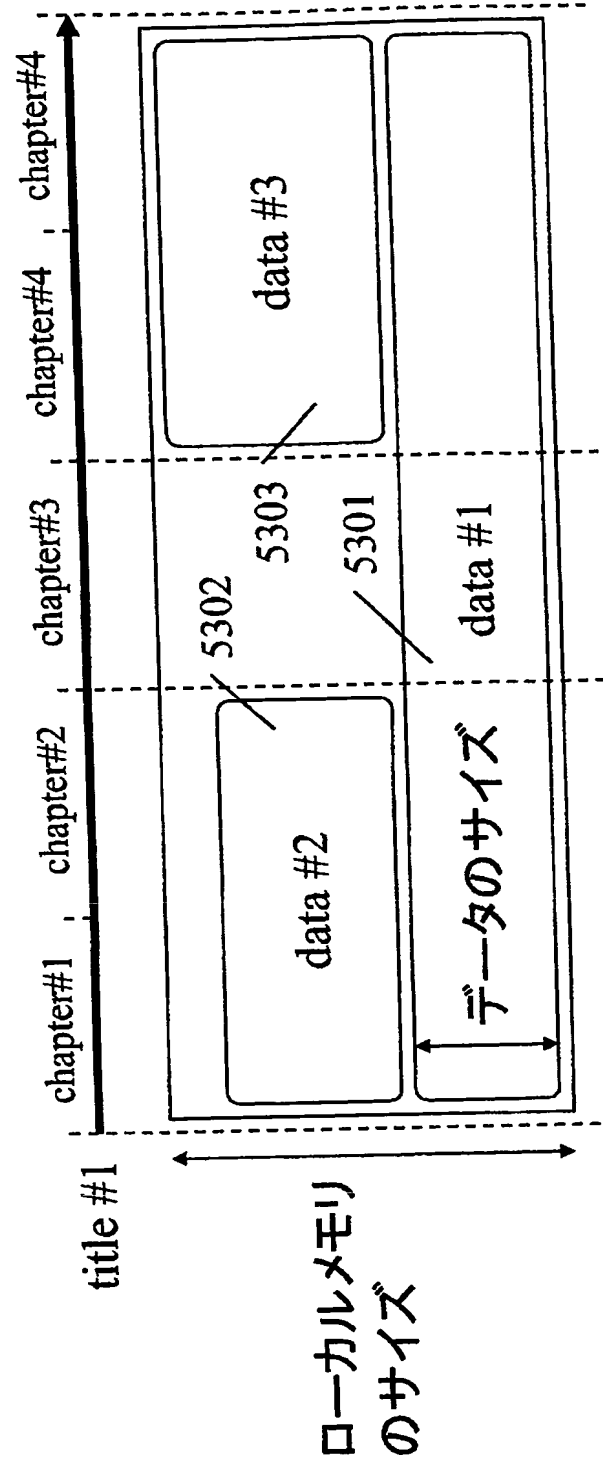 title #1
chapter#1
chapter#2
chapter#3
chapter#4
chapter#4
ローカルメモリ
のサイズ
data #2
データのサイズ
5302
5303
5301
data #1
data #3